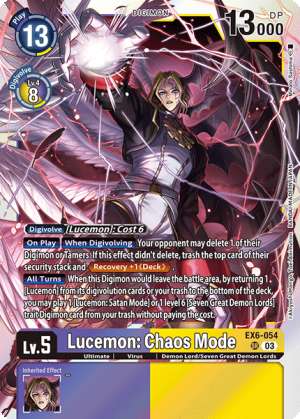 DIGIMON
Play
13
13000
DP
Digivolve
Lv.4
8
Digivolve [Lucemon]: Cost 6
On Play When Digivolving Your opponent may delete 1 of their
Digimon or Tamers. If this effect didn't delete, trash the top card of their
security stack and Recovery +1 (Deck).
All Turns When this Digimon would leave the battle area, by returning 1
[Lucemon] from its digivolution cards or your trash to the bottom of the deck,
you may play 1 [Lucemon: Satan Mode] or 1 level 6 [Seven Great Demon Lords]
trait Digimon card from your trash without paying the cost.
Lv.5
Lucemon: Chaos Mode
EX6-054
SR 03
Ultimate
Virus
Demon Lord/Seven Great Demon Lords
Inherited Effect